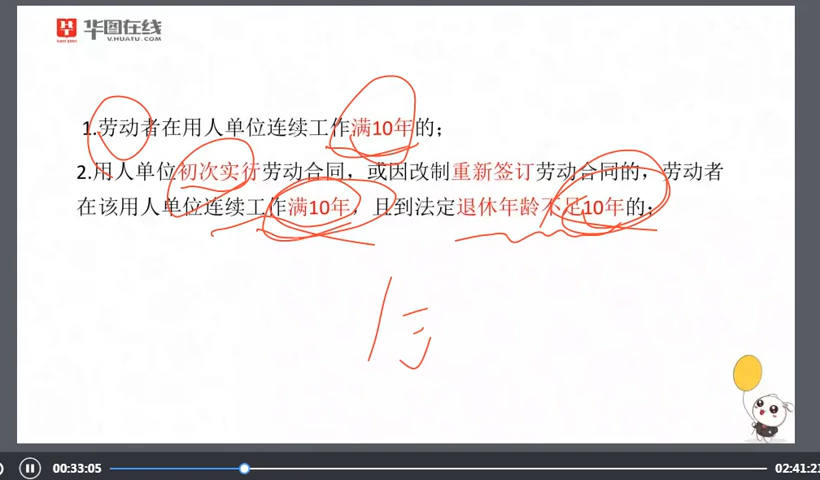 华图在线
V.HUATU.COM
1.劳动者在用人单位连续工作满10年的；
2.用人单位初次实行劳动合同，或因改制重新签订劳动合同的，劳动者
在该用人单位连续工作满10年，且到法定退休年龄不足10年的；
00:33:05
02:41:21